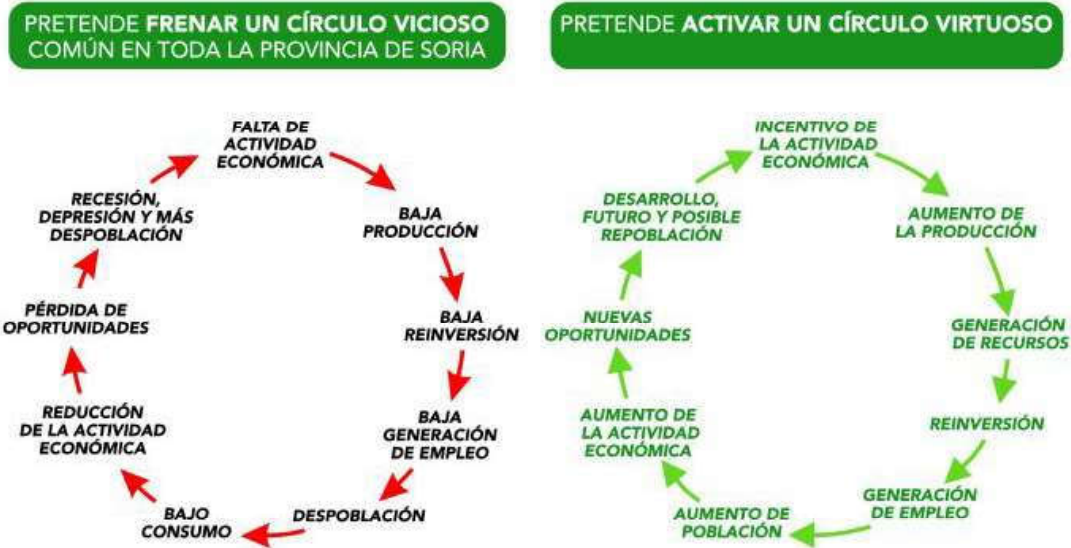 PRETENDE FRENAR UN CÍRCULO VICIOSO
COMÚN EN TODA LA PROVINCIA DE SORIA
FALTA DE
ACTIVIDAD
ECONÓMICA
BAJA
PRODUCCIÓN
BAJA
REINVERSIÓN
BAJA
GENERACIÓN
DE EMPLEO
DESPOBLACIÓN
BAJO
CONSUMO
REDUCCIÓN
DE LA ACTIVIDAD
ECONÓMICA
PÉRDIDA DE
OPORTUNIDADES
RECESIÓN,
DEPRESIÓN Y MÁS
DESPOBLACIÓN
PRETENDE ACTIVAR UN CÍRCULO VIRTUOSO
INCENTIVO DE
LA ACTIVIDAD
ECONÓMICA
AUMENTO DE
LA PRODUCCIÓN
GENERACIÓN
DE RECURSOS
REINVERSIÓN
GENERACIÓN
DE EMPLEO
AUMENTO DE
POBLACIÓN
AUMENTO DE
LA ACTIVIDAD
ECONÓMICA
NUEVAS
OPORTUNIDADES
DESARROLLO,
FUTURO Y POSIBLE
REPOBLACIÓN